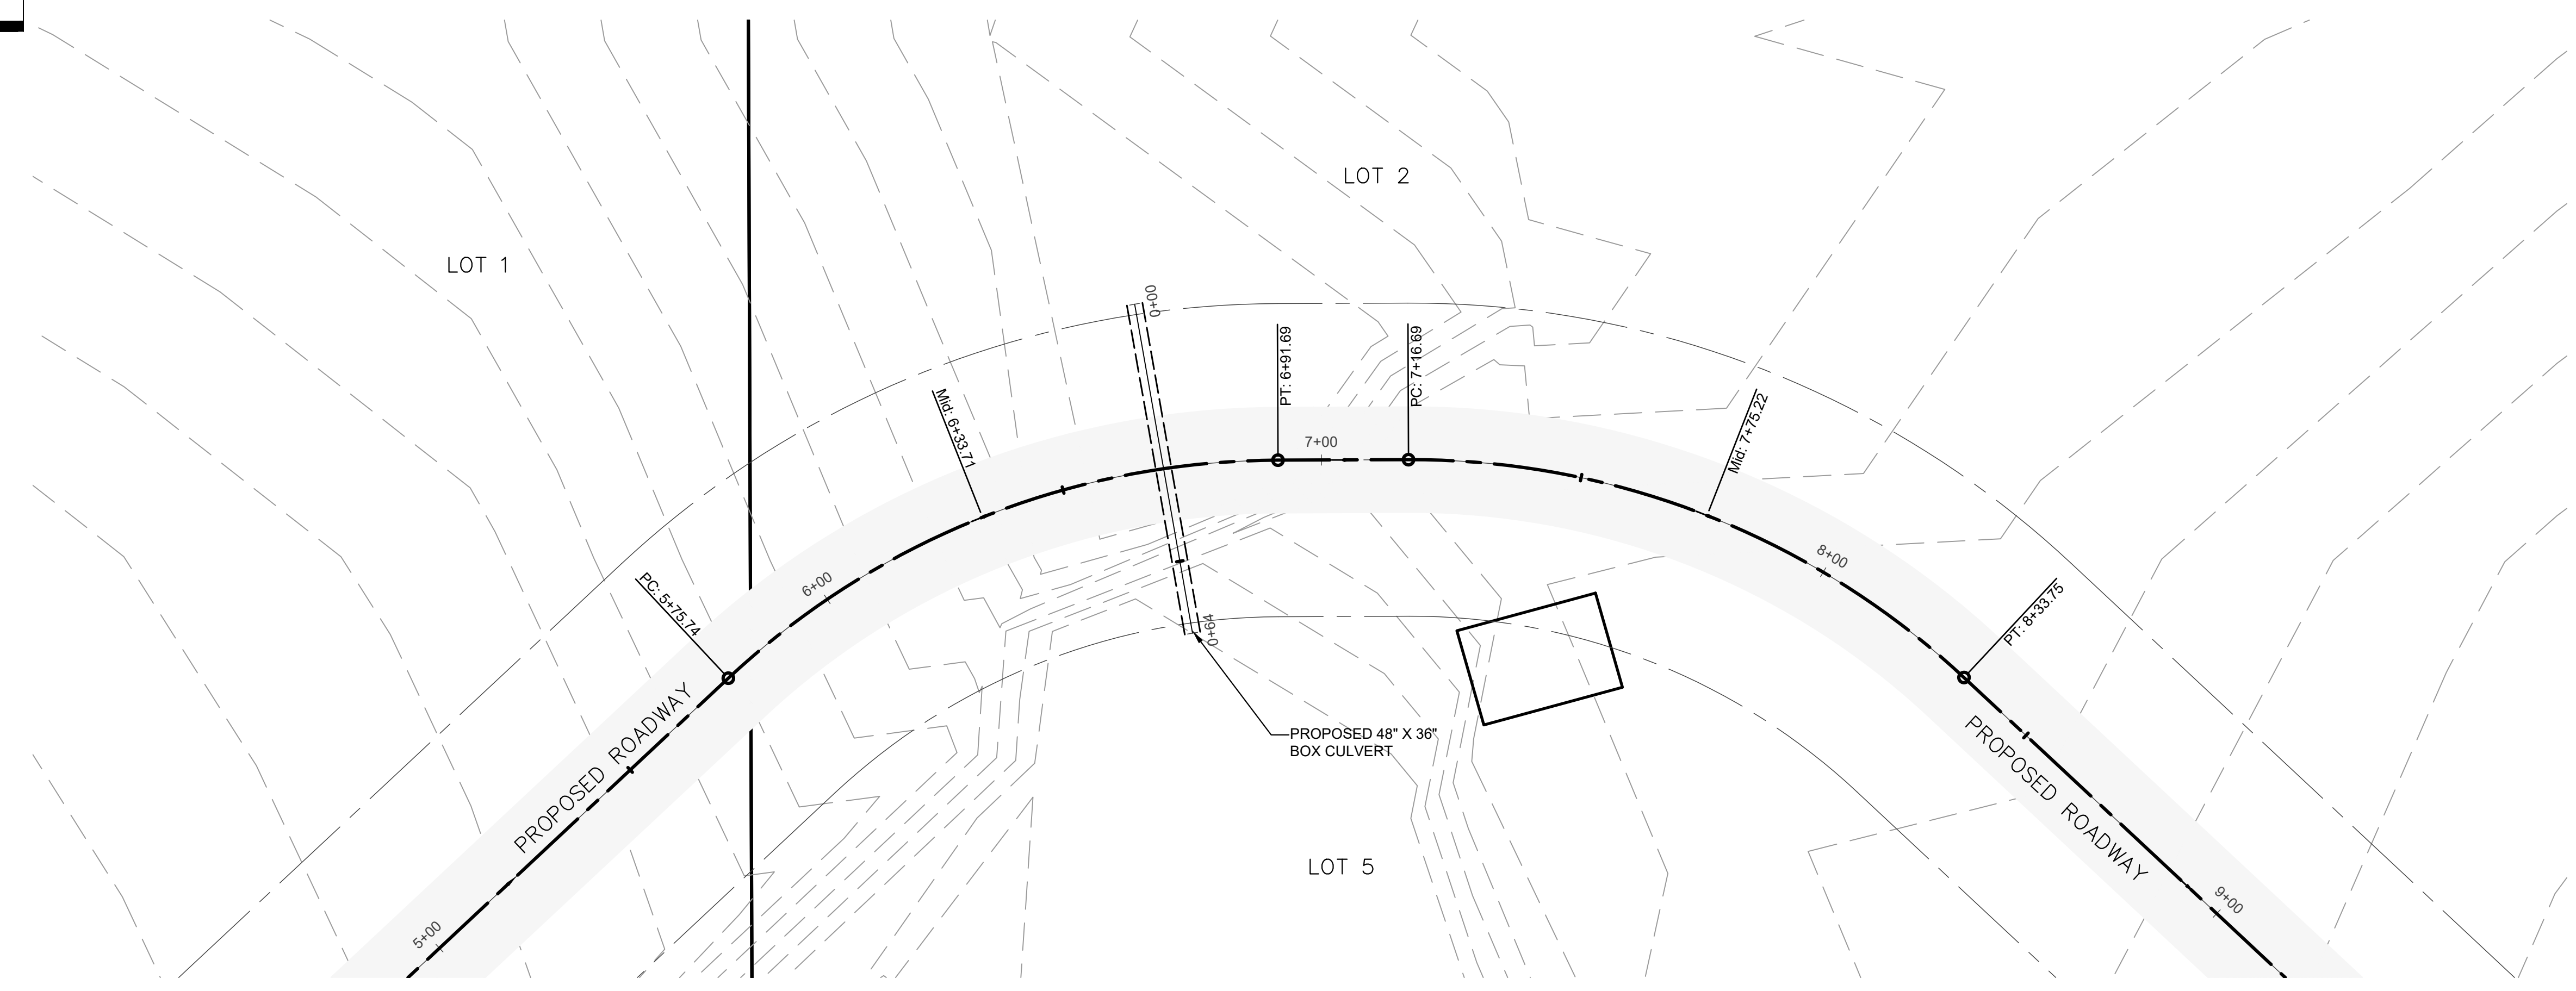 LOT 2
LOT 1
0+00
PT: 6+91.69
PC: 7+16.69
Mid: 6+33.71
Mid: 7+75.22
7+00
6+00
8+00
PC: 5+75.74
PT: 8+33.75
0+64
PROPOSED ROADWAY
PROPOSED 48" X 36"
BOX CULVERT
PROPOSED ROADWAY
LOT 5
5+00
9+00